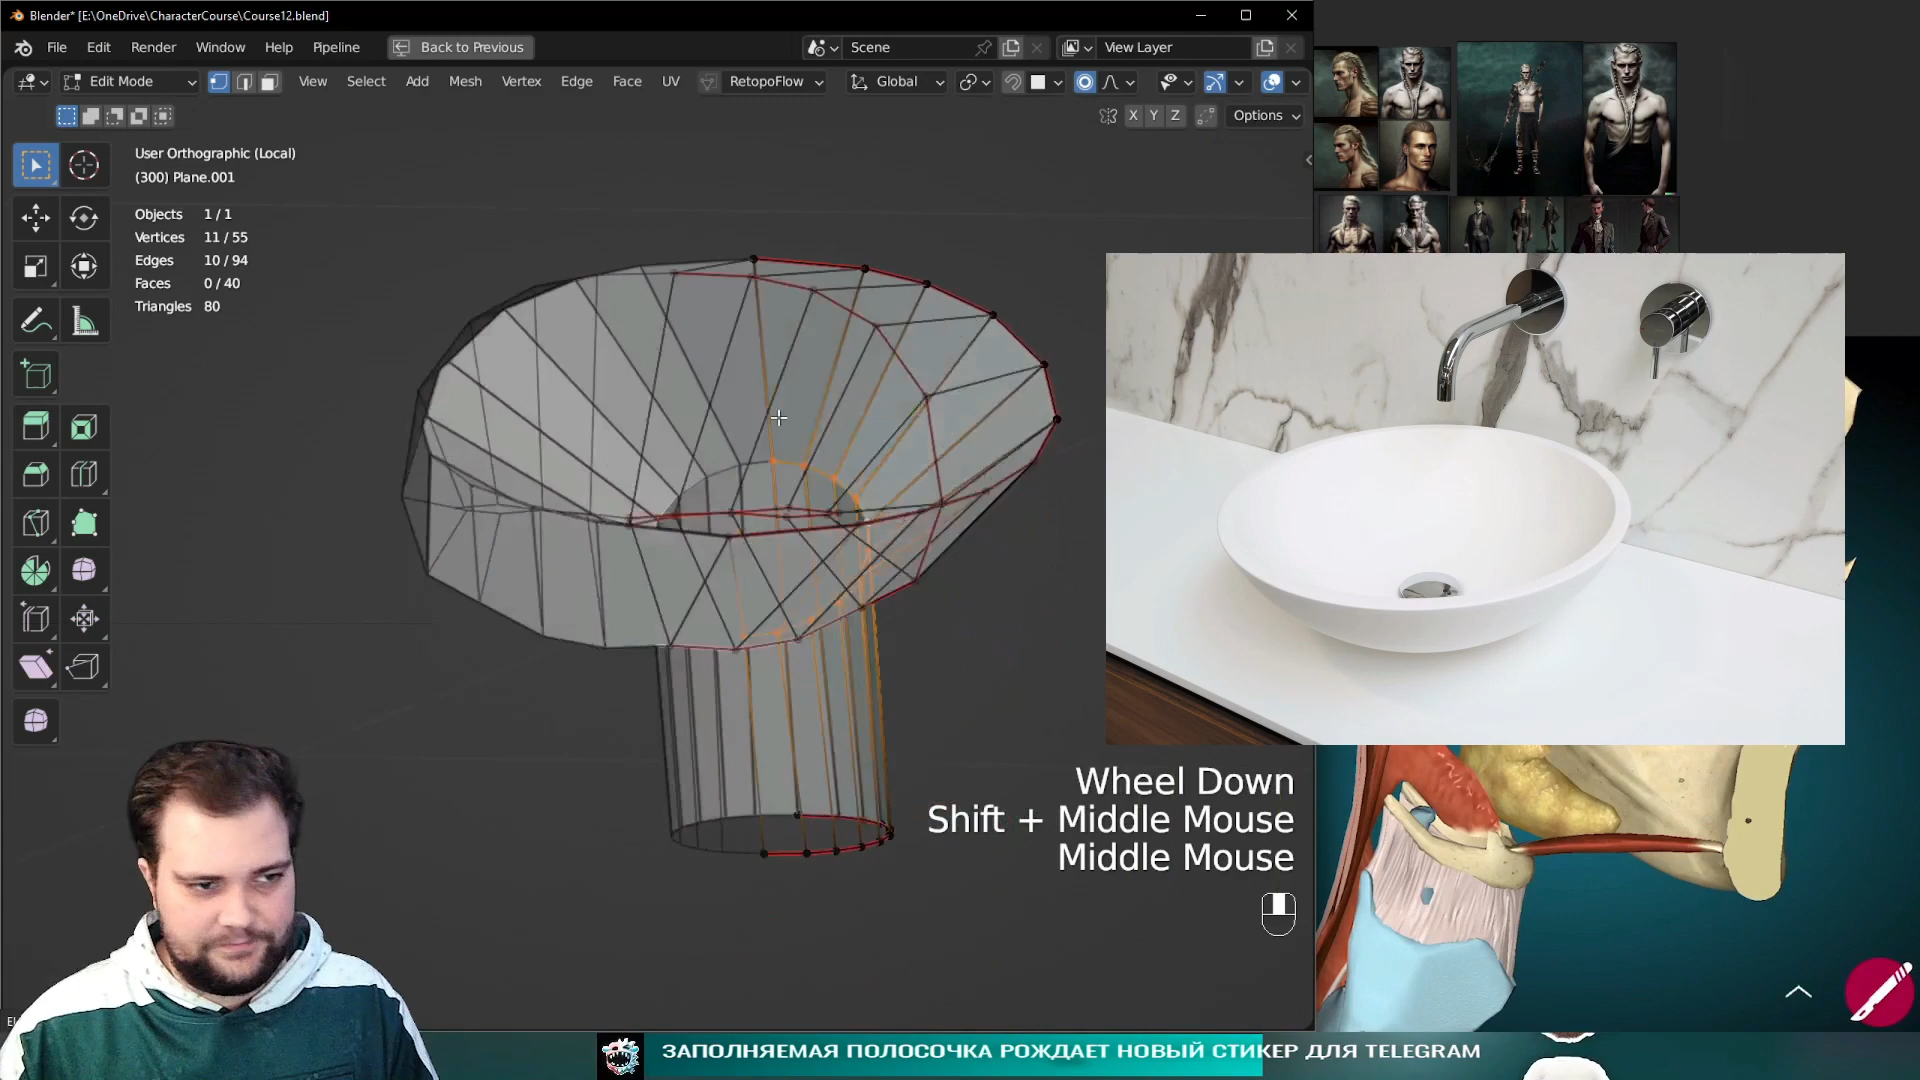 Blender* [E:\OneDrive\CharacterCourse\Course12.blend]
File Edit Render Window Help Pipeline Back to Previous Scene View Layer
Edit Mode View Select Add Mesh Vertex Edge Face UV RetopoFlow Global
X Y Z Options
User Orthographic (Local)
(300) Plane.001
Objects 1 / 1
Vertices 11 / 55
Edges 10 / 94
Faces 0 / 40
Triangles 80
Wheel Down
Shift + Middle Mouse
Middle Mouse
ЗАПОЛНЯЕМАЯ ПОЛОСОЧКА РОЖДАЕТ НОВЫЙ СТИКЕР ДЛЯ TELEGRAM